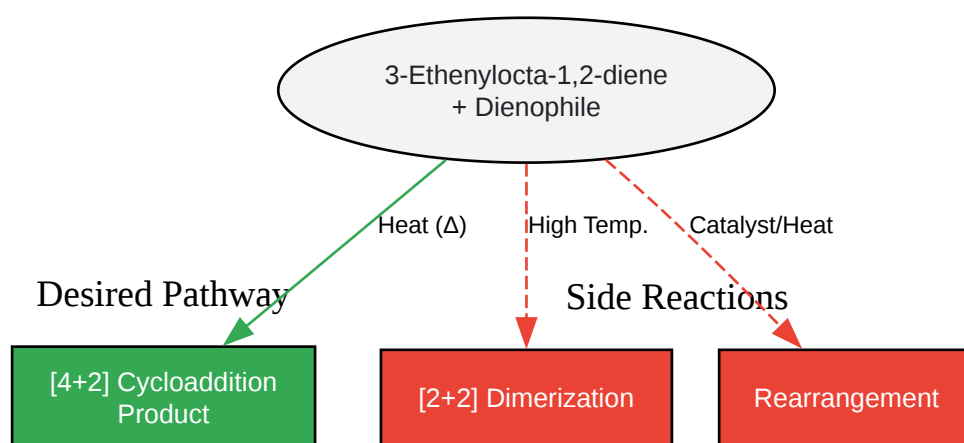 3-Ethenylocta-1,2-diene
+ Dienophile
Heat (Δ)
High Temp.
Catalyst/Heat
Desired Pathway
Side Reactions
[4+2] Cycloaddition
Product
[2+2] Dimerization
Rearrangement